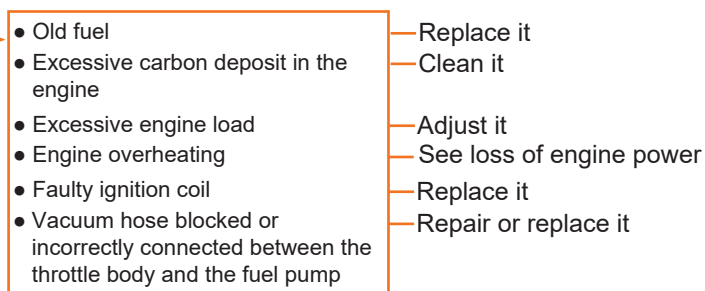 ● Old fuel Replace it
● Excessive carbon deposit in the Clean it
engine
● Excessive engine load Adjust it
● Engine overheating See loss of engine power
● Faulty ignition coil Replace it
● Vacuum hose blocked or Repair or replace it
incorrectly connected between the
throttle body and the fuel pump